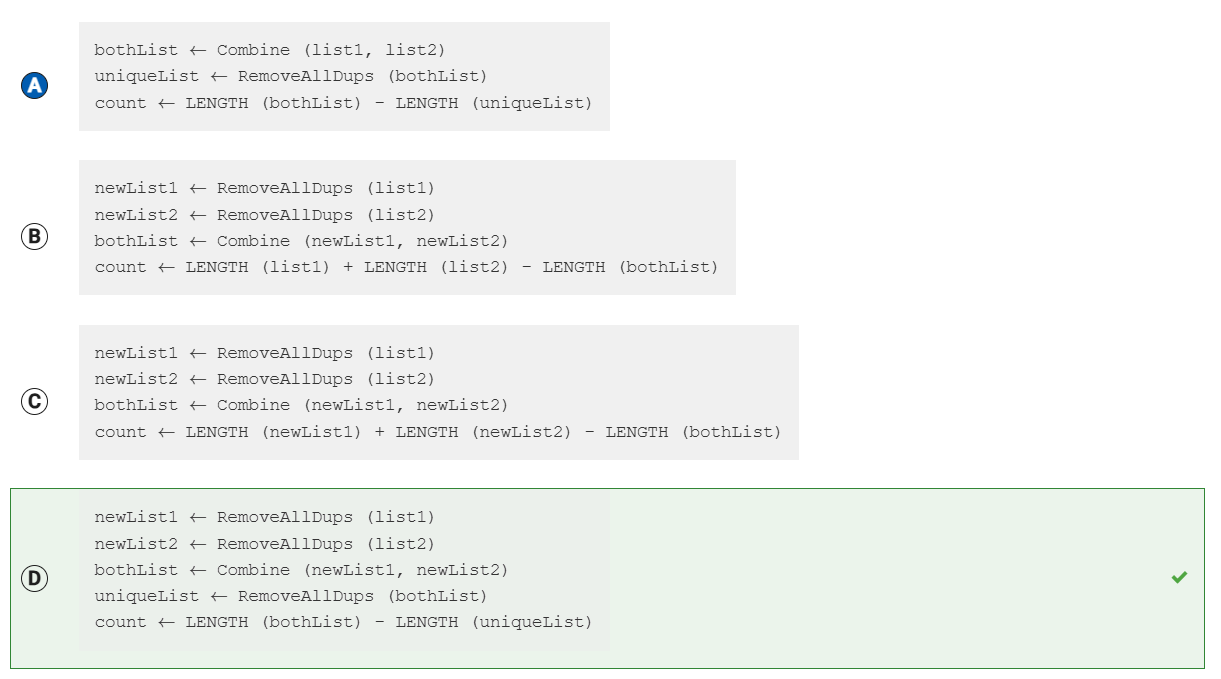 A
bothList ← Combine (list1, list2)
uniqueList ← RemoveAllDups (bothList)
count ← LENGTH (bothList) - LENGTH (uniqueList)
B
newList1 ← RemoveAllDups (list1)
newList2 ← RemoveAllDups (list2)
bothList ← Combine (newList1, newList2)
count ← LENGTH (list1) + LENGTH (list2) - LENGTH (bothList)
C
newList1 ← RemoveAllDups (list1)
newList2 ← RemoveAllDups (list2)
bothList ← Combine (newList1, newList2)
count ← LENGTH (newList1) + LENGTH (newList2) - LENGTH (bothList)
D
newList1 ← RemoveAllDups (list1)
newList2 ← RemoveAllDups (list2)
bothList ← Combine (newList1, newList2)
uniqueList ← RemoveAllDups (bothList)
count ← LENGTH (bothList) - LENGTH (uniqueList)